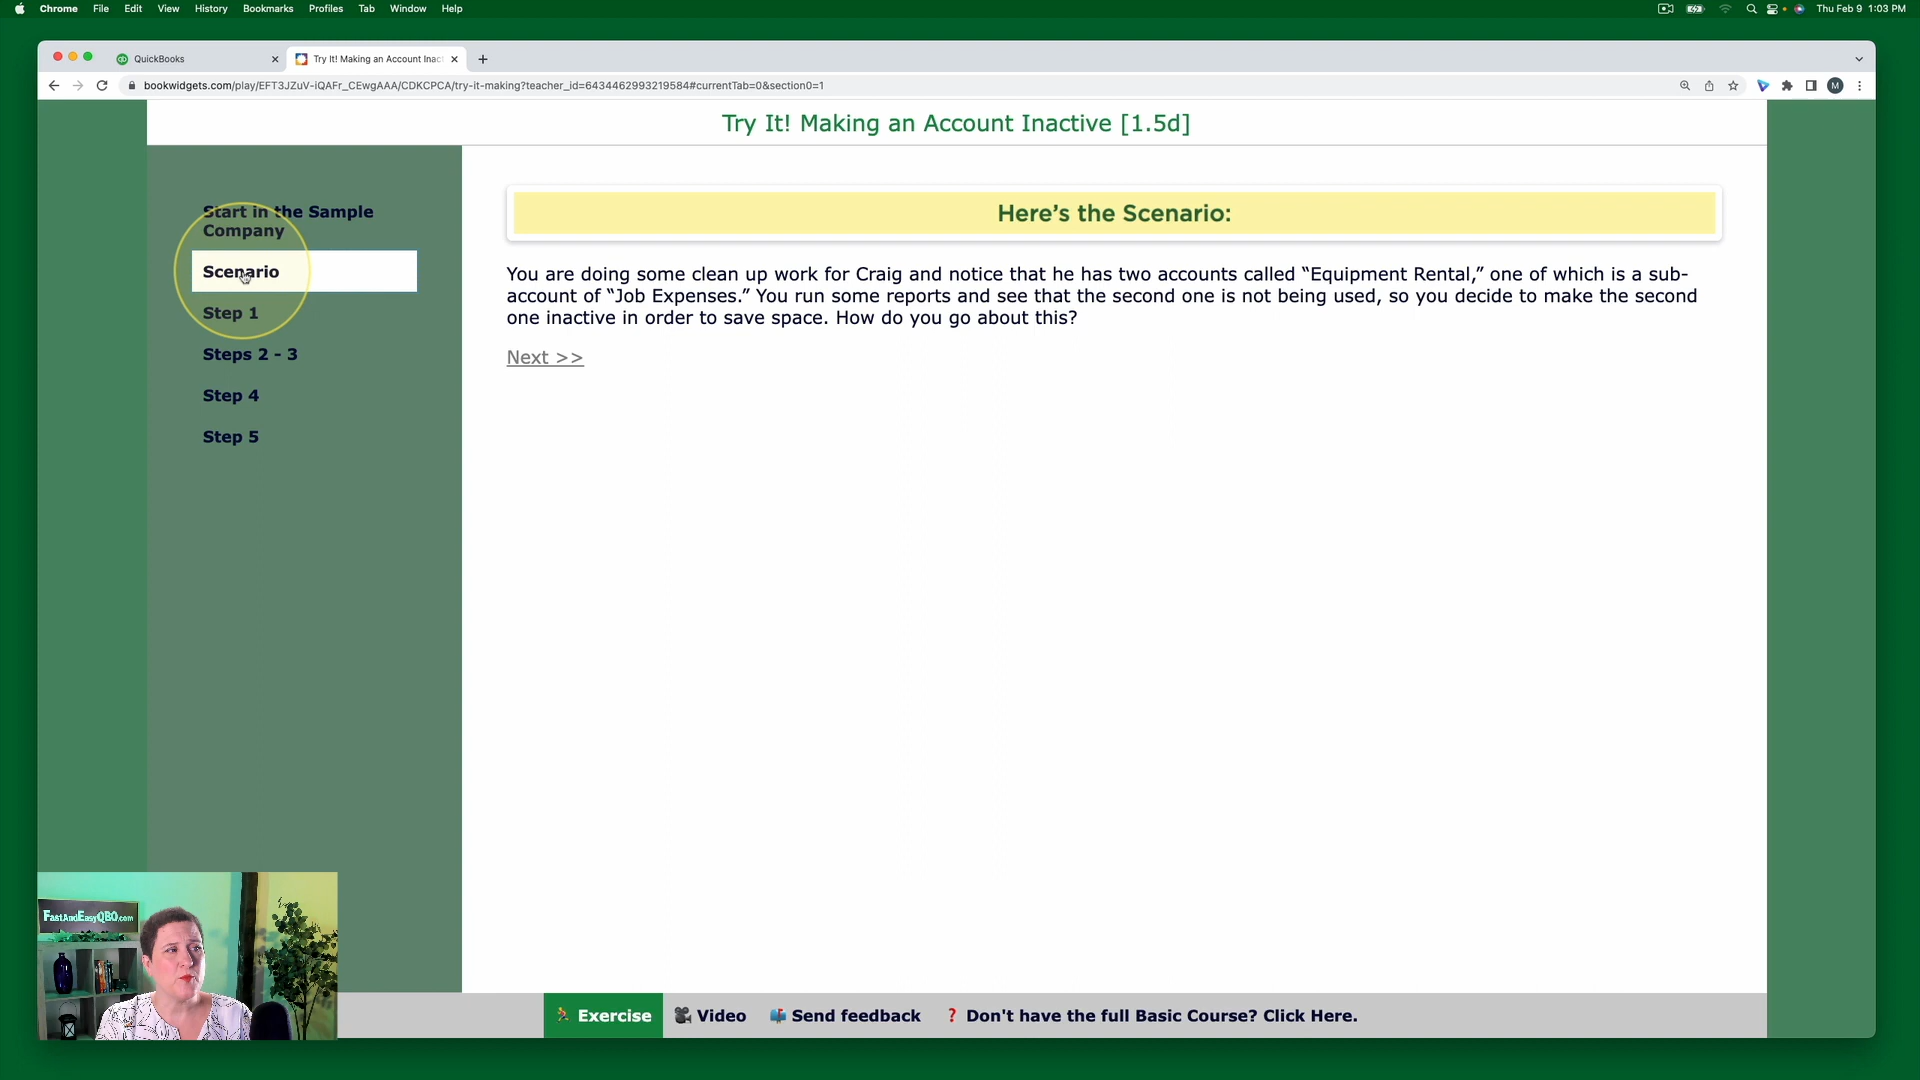 Chrome File Edit View History Bookmarks Profiles Tab Window Help
Thu Feb 9 1:03 PM
QuickBooks
Try It! Making an Account Inac
bookwidgets.com/play/EFT3JZuV-iQAFr_CEwgAAA/CDKCPCA/try-it-making?teacher_id=6434462993219584#currentTab=0&section0=1
M
Try It! Making an Account Inactive [1.5d]
Start in the Sample
Company
Scenario
Step 1
Steps 2 - 3
Step 4
Step 5
Here’s the Scenario:
You are doing some clean up work for Craig and notice that he has two accounts called “Equipment Rental,” one of which is a sub-
account of “Job Expenses.” You run some reports and see that the second one is not being used, so you decide to make the second
one inactive in order to save space. How do you go about this?
Next >>
FastAndEasyQBO.com
Exercise
Video
Send feedback
❓ Don't have the full Basic Course? Click Here.